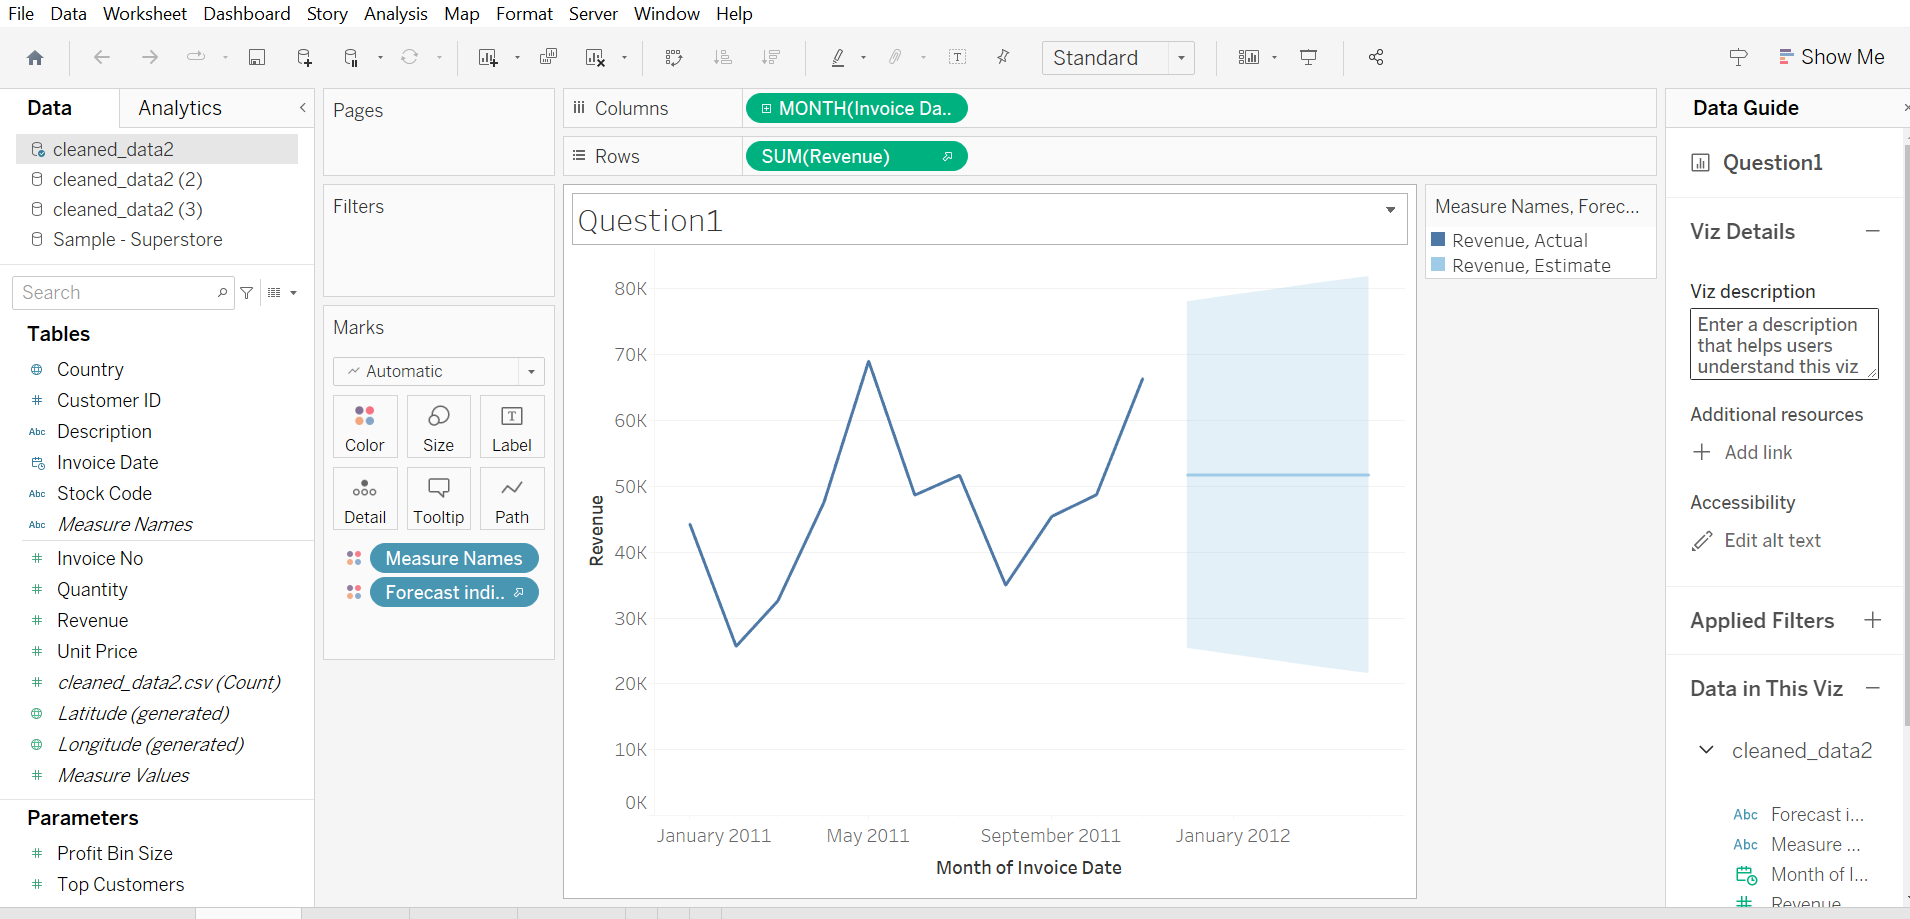 File Data Worksheet Dashboard Story Analysis Map Format Server Window Help
Standard
Show Me
Data Analytics
cleaned_data2
cleaned_data2 (2)
cleaned_data2 (3)
Sample - Superstore
Search
Tables
Country
Customer ID
Abc Description
Invoice Date
Abc Stock Code
Abc Measure Names
Invoice No
Quantity
Revenue
Unit Price
cleaned_data2.csv (Count)
Latitude (generated)
Longitude (generated)
Measure Values
Parameters
Profit Bin Size
Top Customers
Pages
Filters
Marks
Automatic
Color Size Label
Detail Tooltip Path
Measure Names
Forecast indi..
Columns MONTH(Invoice Da..
Rows SUM(Revenue)
Question1
80K
70K
60K
50K
40K
30K
20K
10K
0K
Revenue
January 2011 May 2011 September 2011 January 2012
Month of Invoice Date
Measure Names, Forec...
Revenue, Actual
Revenue, Estimate
Data Guide
Question1
Viz Details
Viz description
Enter a description
that helps users
understand this viz
Additional resources
Add link
Accessibility
Edit alt text
Applied Filters
Data in This Viz
cleaned_data2
Abc Forecast i...
Abc Measure ...
Month of I...
Revenue